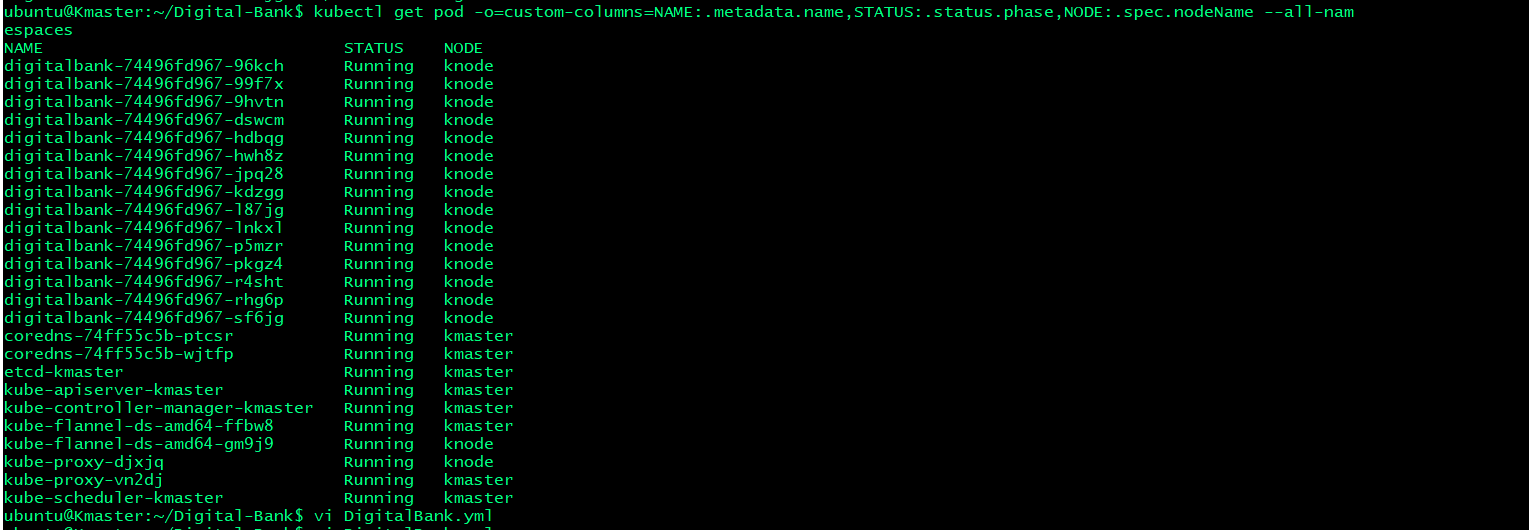 ubuntu@Kmaster:~/Digital-Bank$ kubectl get pod -o=custom-columns=NAME:.metadata.name,STATUS:.status.phase,NODE:.spec.nodeName --all-nam
espaces
NAME STATUS NODE
digitalbank-74496fd967-96kch Running knode
digitalbank-74496fd967-99f7x Running knode
digitalbank-74496fd967-9hvtn Running knode
digitalbank-74496fd967-dswcm Running knode
digitalbank-74496fd967-hdbqg Running knode
digitalbank-74496fd967-hwh8z Running knode
digitalbank-74496fd967-jpq28 Running knode
digitalbank-74496fd967-kdzgg Running knode
digitalbank-74496fd967-l87jg Running knode
digitalbank-74496fd967-lnkxl Running knode
digitalbank-74496fd967-p5mzr Running knode
digitalbank-74496fd967-pkgz4 Running knode
digitalbank-74496fd967-r4sht Running knode
digitalbank-74496fd967-rhg6p Running knode
digitalbank-74496fd967-sf6jg Running knode
coredns-74ff55c5b-ptcsr Running kmaster
coredns-74ff55c5b-wjtfp Running kmaster
etcd-kmaster Running kmaster
kube-apiserver-kmaster Running kmaster
kube-controller-manager-kmaster Running kmaster
kube-flannel-ds-amd64-ffbw8 Running kmaster
kube-flannel-ds-amd64-gm9j9 Running knode
kube-proxy-djxjq Running knode
kube-proxy-vn2dj Running kmaster
kube-scheduler-kmaster Running kmaster
ubuntu@Kmaster:~/Digital-Bank$ vi DigitalBank.yml